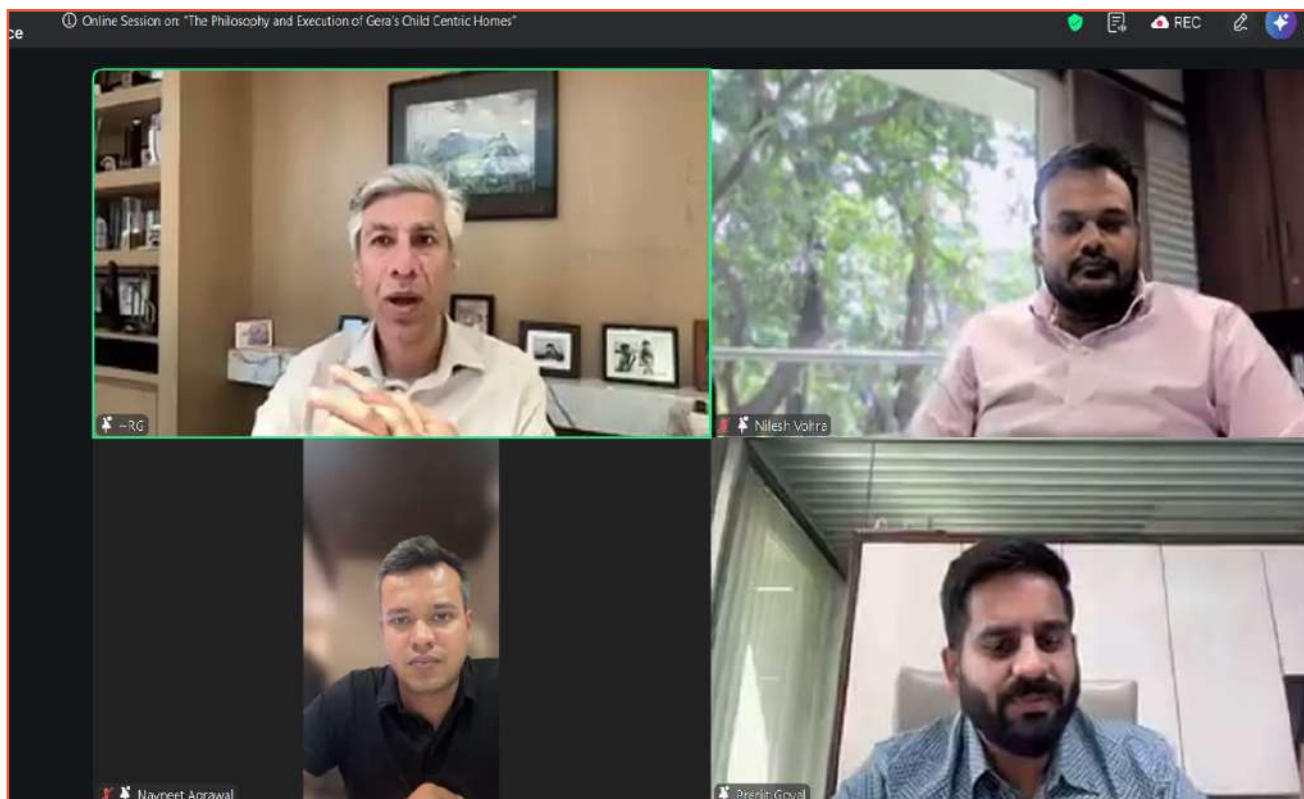 ce
Online Session on: "The Philosophy and Execution of Gera's Child Centric Homes"
REC
~RG
Nilesh Vohra
Navneet Agrawal
Prerit Goyal